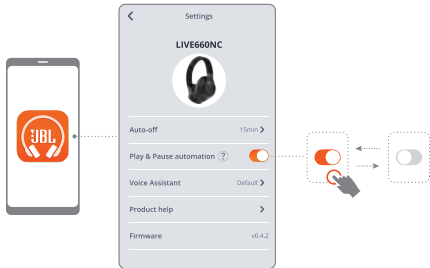 Settings
LIVE660NC
JBL
Auto-off 15min
Play & Pause automation ?
Voice Assistant Default
Product help
Firmware v0.4.2